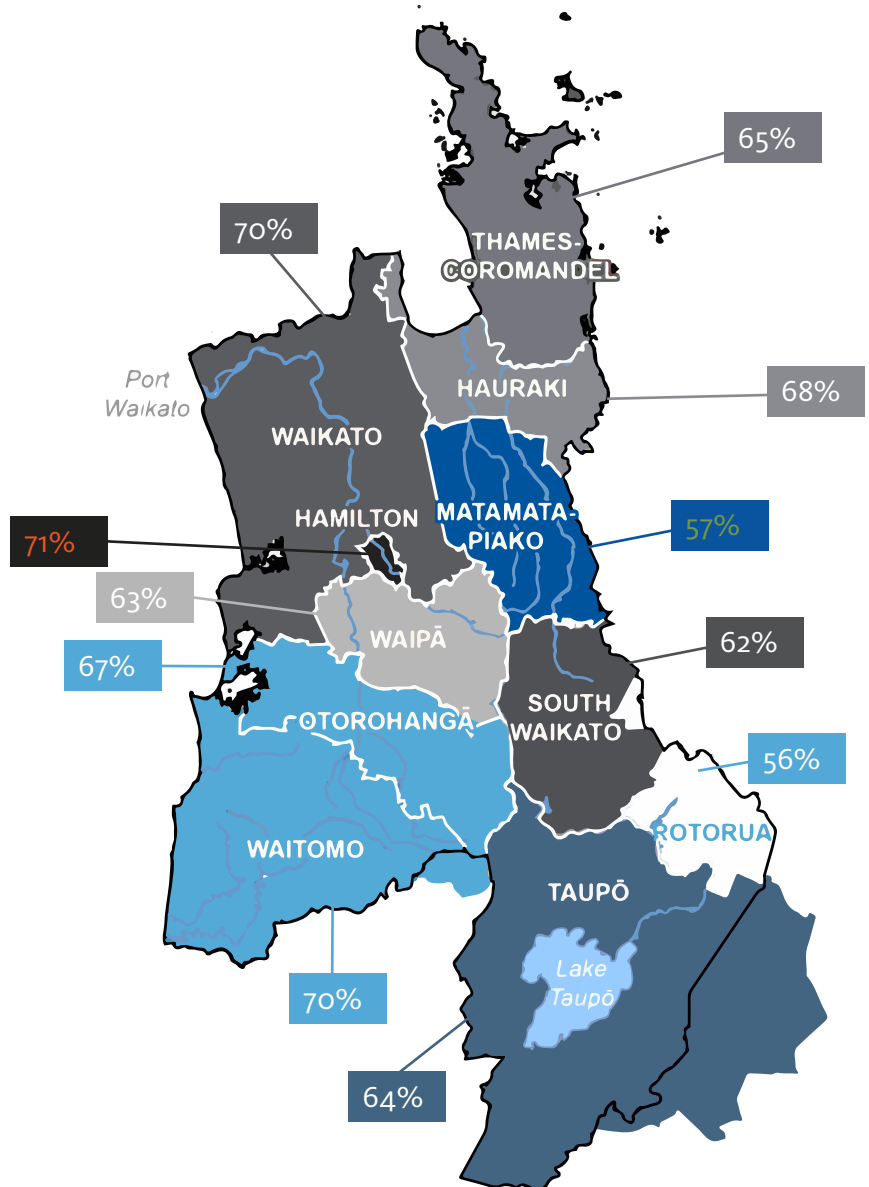 65%
70%
THAMES-
COROMANDEL
Port
Waikato
HAURAKI
68%
WAIKATO
HAMILTON
MATAMATA-
PIAKO
57%
71%
63%
WAIPĀ
62%
67%
SOUTH
WAIKATO
OTOROHANGĀ
56%
ROTORUA
WAITOMO
TAUPŌ
Lake
Taupō
70%
64%